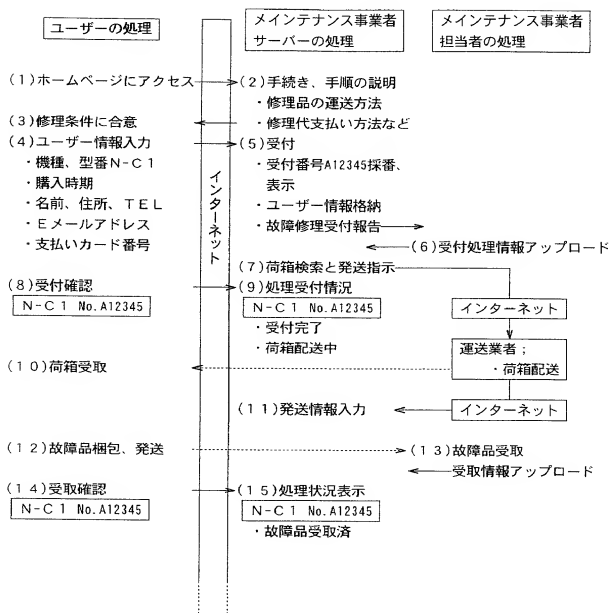 ユーザーの処理
メインテナンス事業者
サーバーの処理
メインテナンス事業者
担当者の処理
(1)ホームページにアクセス
(2)手続き、手順の説明
・修理品の運送方法
・修理代支払い方法など
(3)修理条件に合意
(4)ユーザー情報入力
・機種、型番N-C1
・購入時期
・名前、住所、TEL
・Eメールアドレス
・支払いカード番号
インターネット
(5)受付
・受付番号A12345採番、
表示
・ユーザー情報格納
・故障修理受付報告
(6)受付処理情報アップロード
(7)荷箱検索と発送指示
(8)受付確認
N-C1 No.A12345
(9)処理受付情況
N-C1 No.A12345
・受付完了
・荷箱配送中
インターネット
運送業者;
・荷箱配送
(10)荷箱受取
(11)発送情報入力
インターネット
(12)故障品梱包、発送
(13)故障品受取
受取情報アップロード
(14)受取確認
N-C1 No.A12345
(15)処理状況表示
N-C1 No.A12345
・故障品受取済